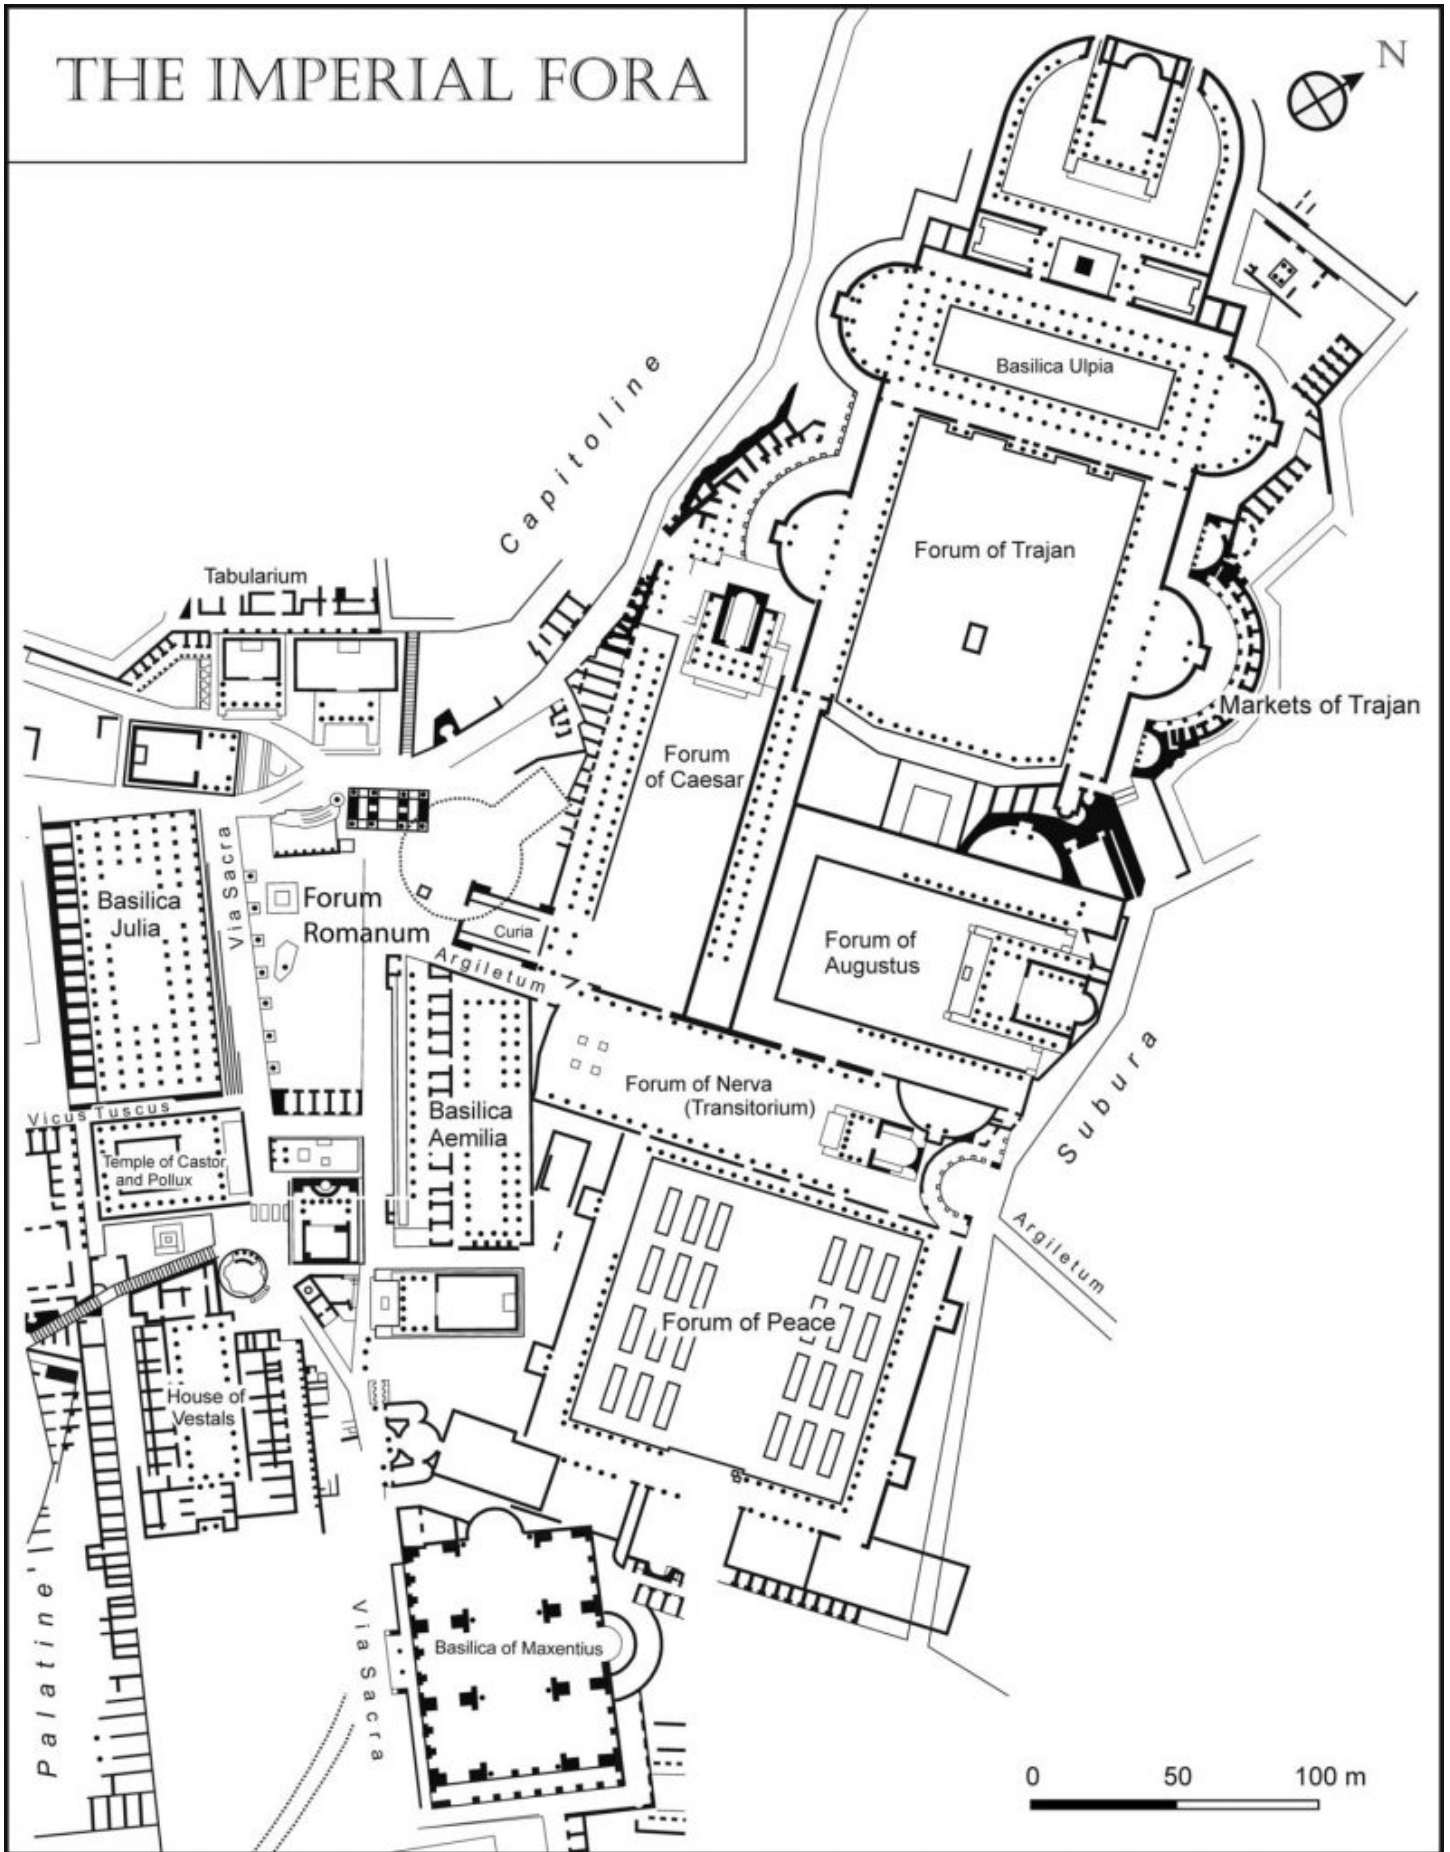 THE IMPERIAL FORA
N
Basilica Ulpia
Capitoline
Forum of Trajan
Tabularium
Markets of Trajan
Forum
of Caesar
Via Sacra
Basilica
Julia
Forum
Romanum
Curia
Argiletum
Forum of
Augustus
Subura
Forum of Nerva
(Transitorium)
Basilica
Aemilia
Vicus Tuscus
Temple of Castor
and Pollux
Argiletum
Forum of Peace
House of
Vestals
Palatine
Via Sacra
Basilica of Maxentius
0 50 100 m